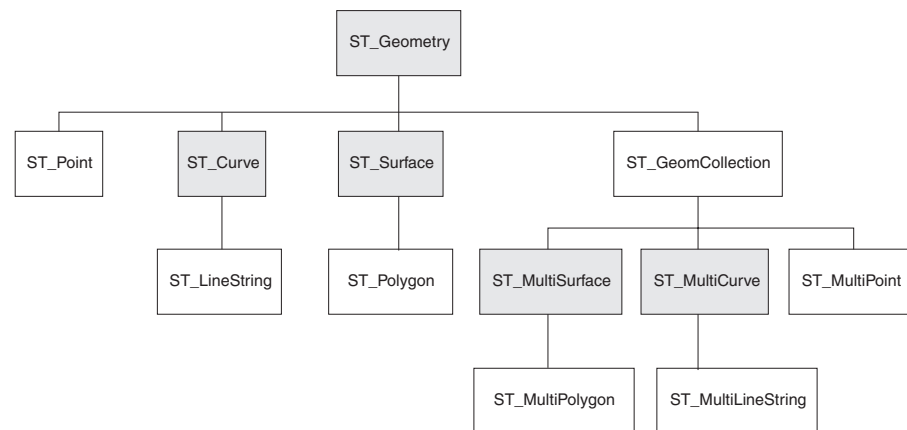 ST_Geometry
ST_Point
ST_Curve
ST_Surface
ST_GeomCollection
ST_LineString
ST_Polygon
ST_MultiSurface
ST_MultiCurve
ST_MultiPoint
ST_MultiPolygon
ST_MultiLineString